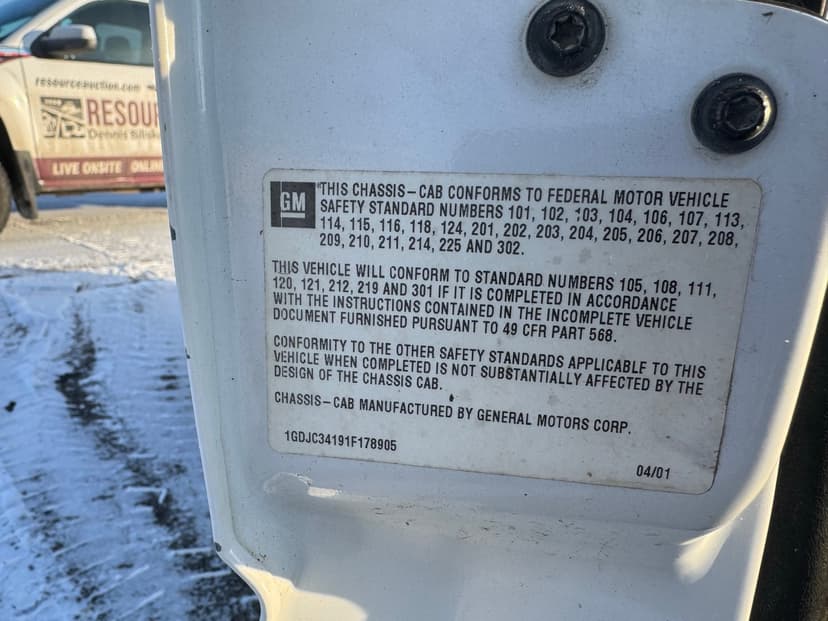 resourceauction.com
RESOU
Dennis
LIVE ONSITE ONLIN
GM
THIS CHASSIS-CAB CONFORMS TO FEDERAL MOTOR VEHICLE
SAFETY STANDARD NUMBERS 101, 102, 103, 104, 106, 107, 113,
114, 115, 116, 118, 124, 201, 202, 203, 204, 205, 206, 207, 208,
209, 210, 211, 214, 225 AND 302.
THIS VEHICLE WILL CONFORM TO STANDARD NUMBERS 105, 108, 111,
120, 121, 212, 219 AND 301 IF IT IS COMPLETED IN ACCORDANCE
WITH THE INSTRUCTIONS CONTAINED IN THE INCOMPLETE VEHICLE
DOCUMENT FURNISHED PURSUANT TO 49 CFR PART 568.
CONFORMITY TO THE OTHER SAFETY STANDARDS APPLICABLE TO THIS
VEHICLE WHEN COMPLETED IS NOT SUBSTANTIALLY AFFECTED BY THE
DESIGN OF THE CHASSIS CAB.
CHASSIS-CAB MANUFACTURED BY GENERAL MOTORS CORP.
1GDJC34191F178905
04/01